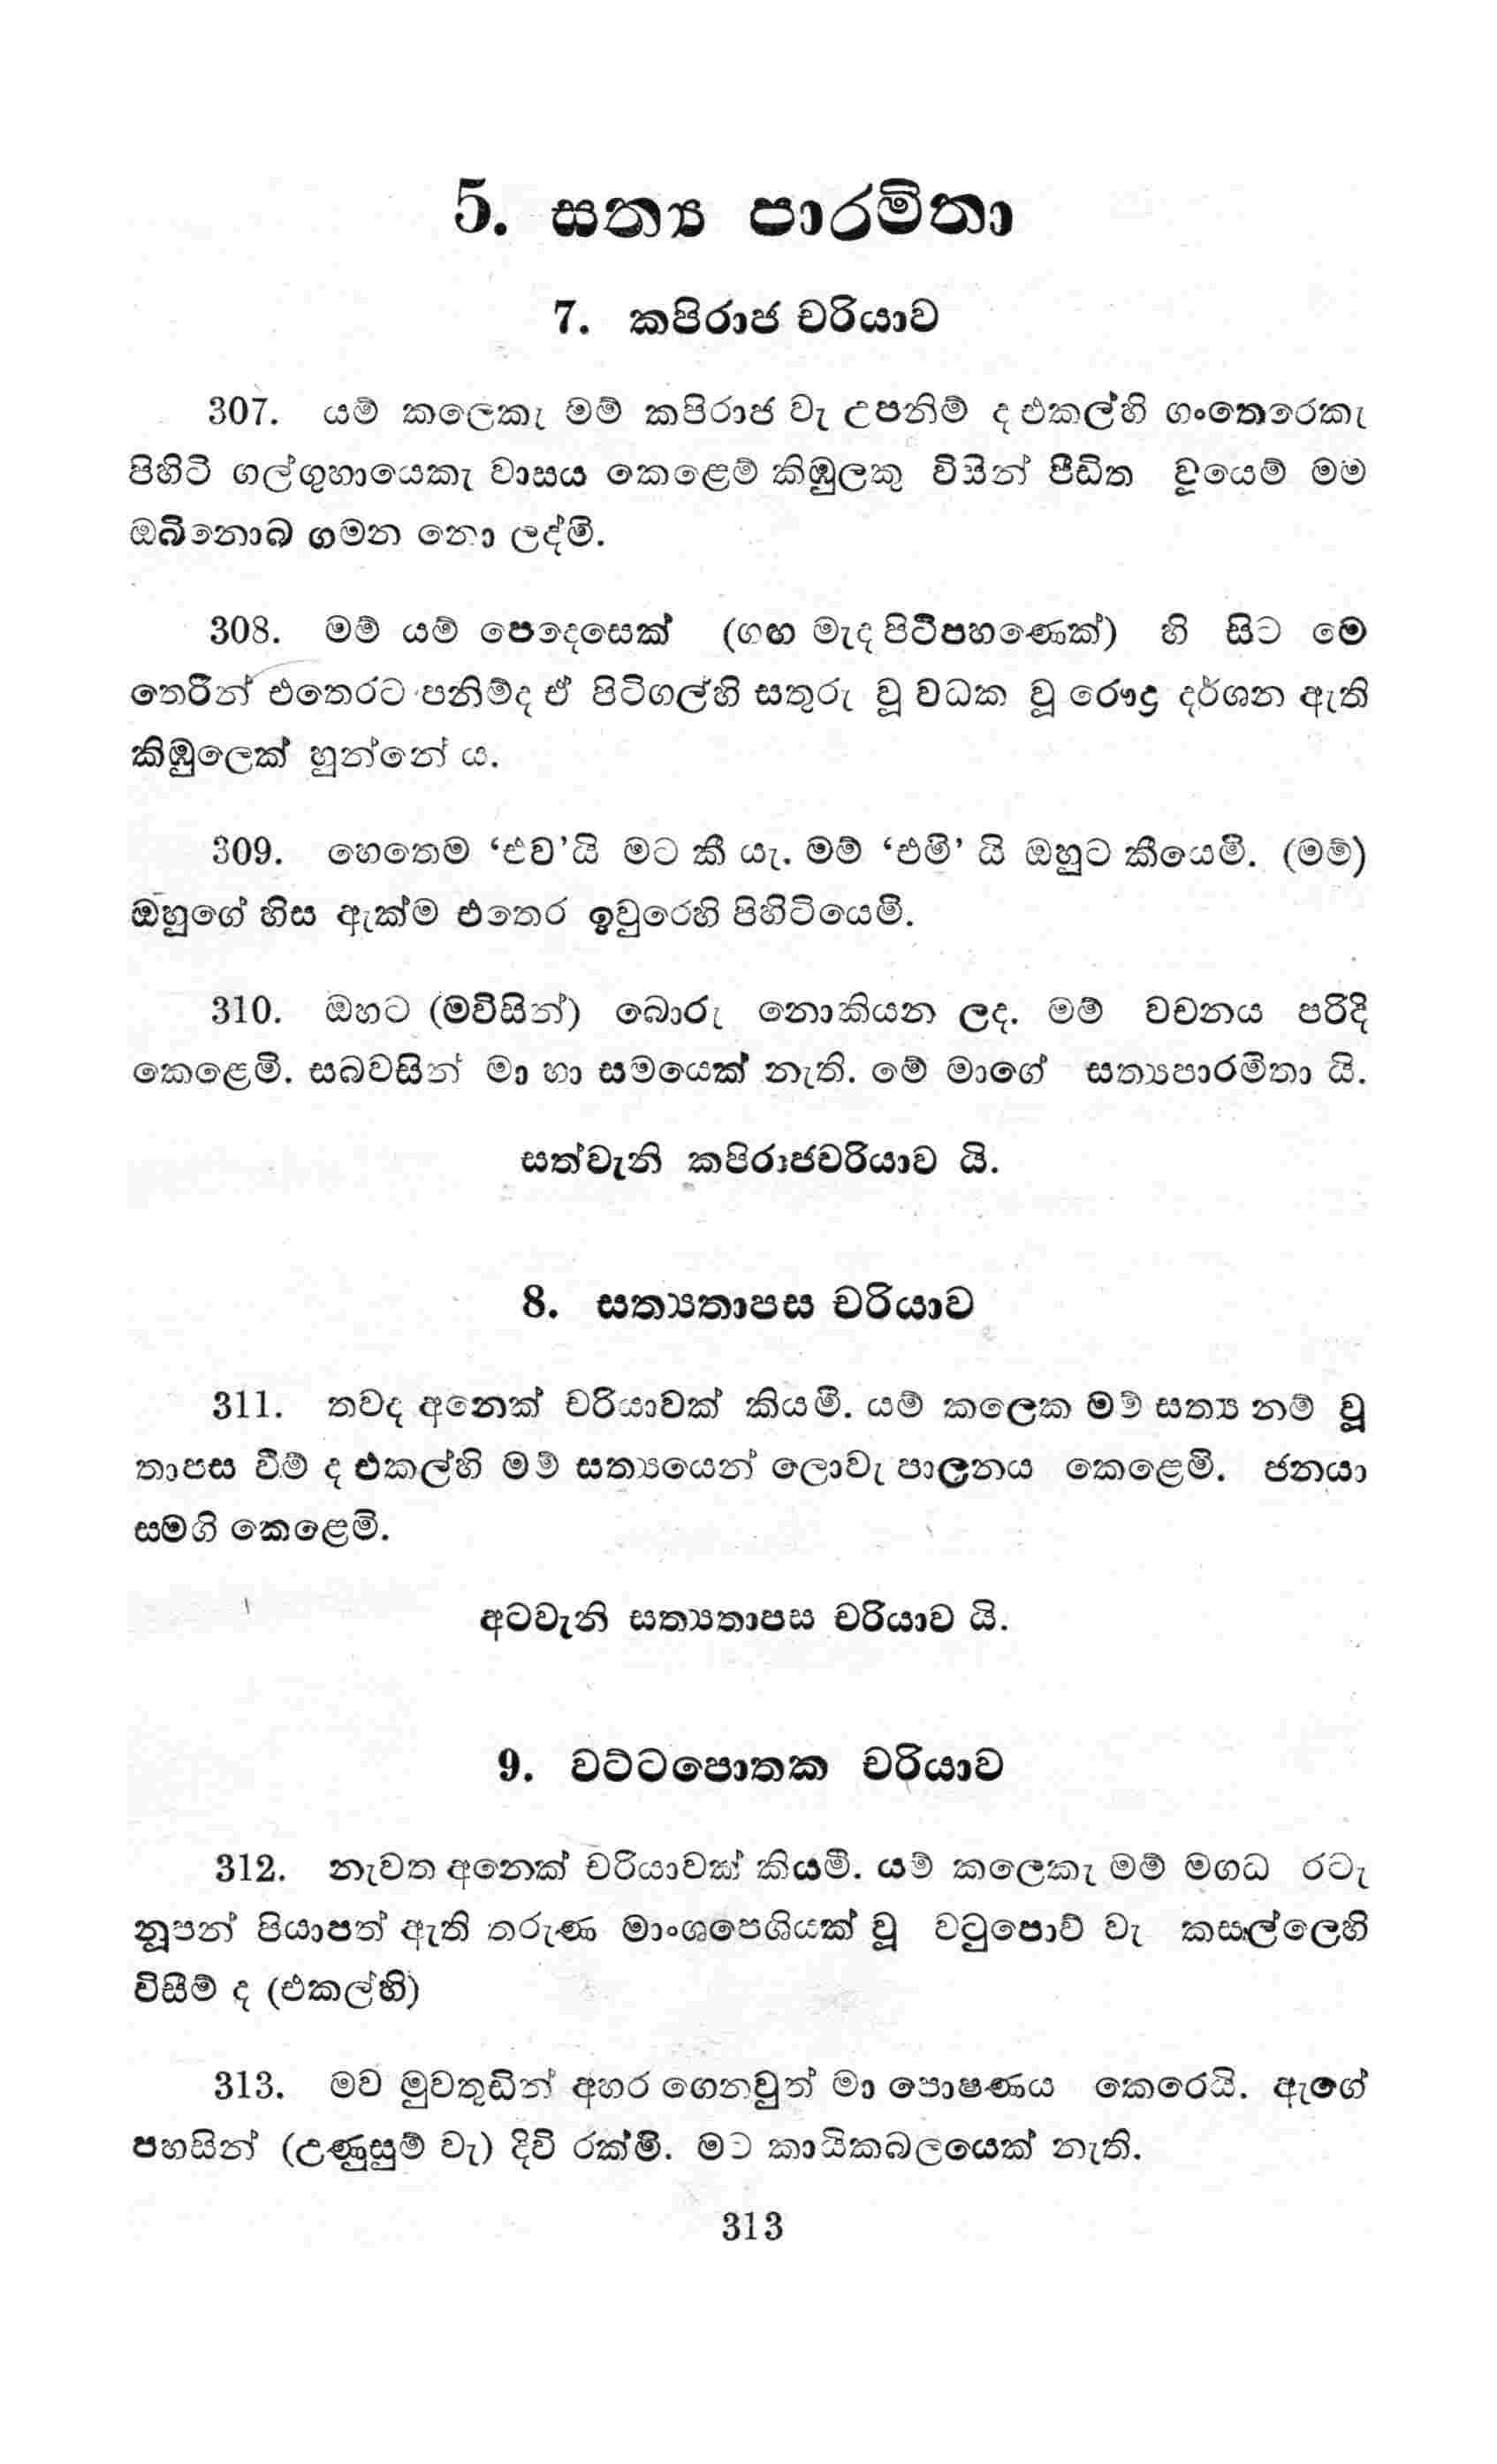 5. සත්‍ය පාරමිතා
7. කපිරාජ චරියාව
307. යම් කලෙකැ මම් කපිරාජ වැ උපනිම් ද එකල්හි ගංතෙරෙකැ
පිහිටි ගල්ගුහායෙකැ වාසය කෙළෙම් කිඹුලකු විසින් පීඩිත වූයෙම් මම
ඔබිනොබ ගමන නො ලද්මි.
308. මම් යම් පෙදෙසෙක් (ගඟ මැද පිටිපහණෙක්) හි සිට මෙ
තෙරින් එතෙරට පනිම්ද ඒ පිටිගල්හි සතුරු වූ වධක වූ රෞද්‍ර දර්ශන ඇති
කිඹුලෙක් හුන්නේ ය.
309. හෙතෙම ‘එව’යි මට කී යැ. මම් ‘එමි’ යි ඔහුට කීයෙමි. (මම්)
ඔහුගේ හිස ඇක්ම එතෙර ඉවුරෙහි පිහිටියෙමි.
310. ඔහට (මවිසින්) බොරු නොකියන ලද. මම් වචනය පරිදි
කෙළෙමි. සබවසින් මා හා සමයෙක් නැති. මේ මාගේ සත්‍යපාරමිතා යි.
සත්වැනි කපිරාජචරියාව යි.
8. සත්‍යතාපස චරියාව
311. තවද අනෙක් චරියාවක් කියමි. යම් කලෙක මම් සත්‍ය නම් වූ
තාපස වීම් ද එකල්හි මම් සත්‍යයෙන් ලොවැ පාලනය කෙළෙමි. ජනයා
සමගි කෙළෙමි.
අටවැනි සත්‍යතාපස චරියාව යි.
9. වට්ටපොතක චරියාව
312. නැවත අනෙක් චරියාවක් කියමි. යම් කලෙකැ මම් මගධ රටැ
නූපන් පියාපත් ඇති තරුණ මාංශපෙශියක් වූ වටුපොව් වැ කසල්ලෙහි
විසීම් ද (එකල්හි)
313. මව මුවතුඩින් අහර ගෙනවුත් මා පොෂණය කෙරෙයි. ඇගේ
පහසින් (උණුසුම් වැ) දිවි රක්මි. මට කායිකබලයෙක් නැති.
313